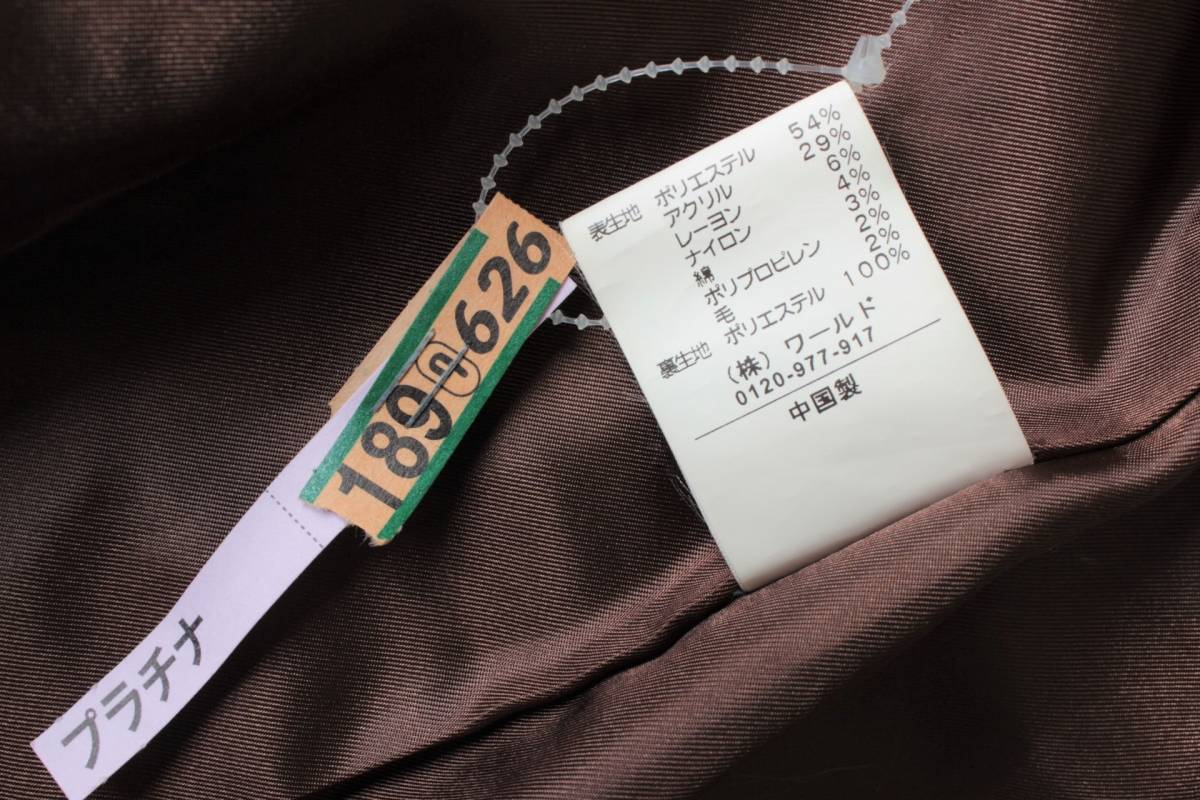 表生地 ポリエステル 54%
アクリル 29%
レーヨン 6%
ナイロン 4%
綿 3%
ポリプロピレン 2%
毛 2%
裏生地 ポリエステル 100%
(株) ワールド
0120-977-917
中国製
189 626
プラチナ